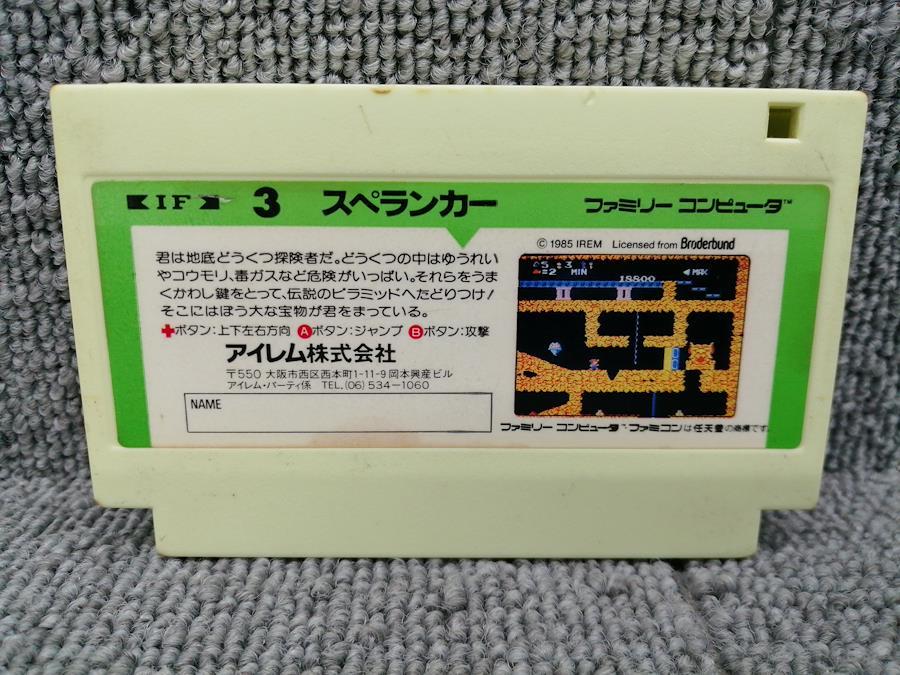 IF 3 スペランカー ファミリー コンピュータ™
© 1985 IREM Licensed from Brøderbund
君は地底どうくつ探険者だ。どうくつの中はゆうれい
やコウモリ、毒ガスなど危険がいっぱい。それらをうま
くかわし鍵をとって、伝説のピラミッドへたどりつけ!
そこにはぼう大な宝物が君をまっている。
✚ボタン:上下左右方向 Aボタン:ジャンプ Bボタン:攻撃
アイレム株式会社
〒550 大阪市西区西本町1-11-9 岡本興産ビル
アイレム・パーティ係 TEL.(06)534-1060
NAME
5 3
=2 MIN 18800 ◀MAX
I I
ファミリー コンピュータ™ ファミコンは任天堂の商標です。